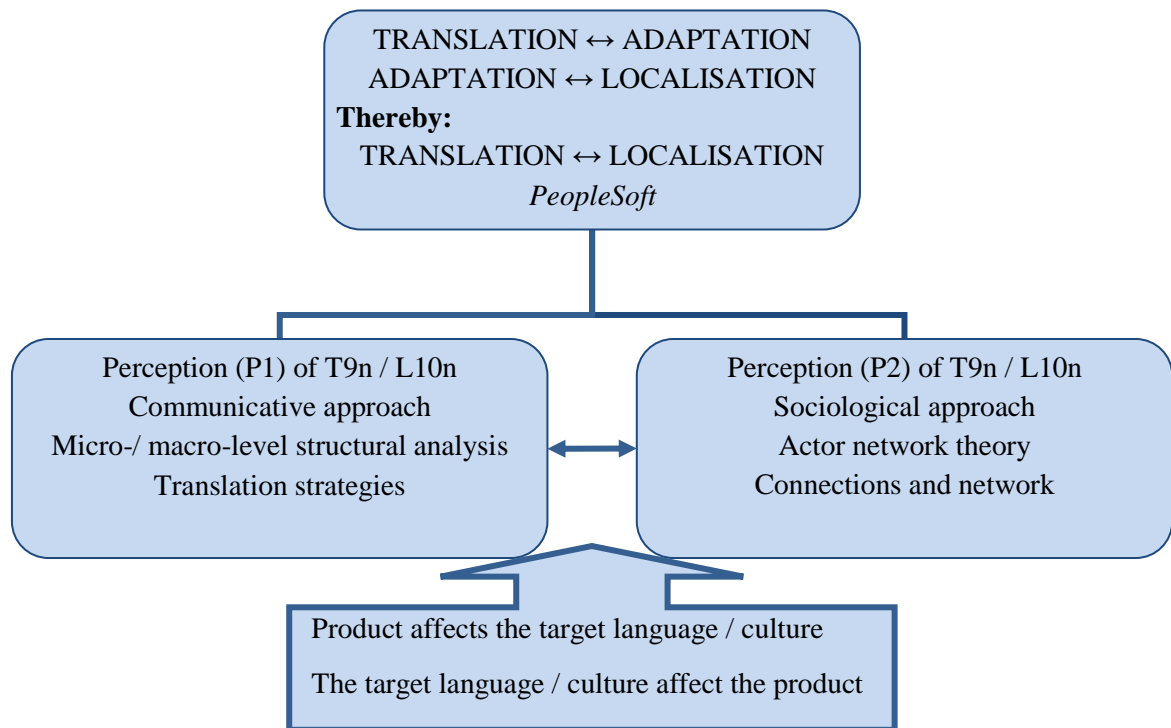 TRANSLATION ↔ ADAPTATION
ADAPTATION ↔ LOCALISATION
Thereby:
TRANSLATION ↔ LOCALISATION
PeopleSoft
Perception (P1) of T9n / L10n
Communicative approach
Micro-/ macro-level structural analysis
Translation strategies
Perception (P2) of T9n / L10n
Sociological approach
Actor network theory
Connections and network
Product affects the target language / culture
The target language / culture affect the product